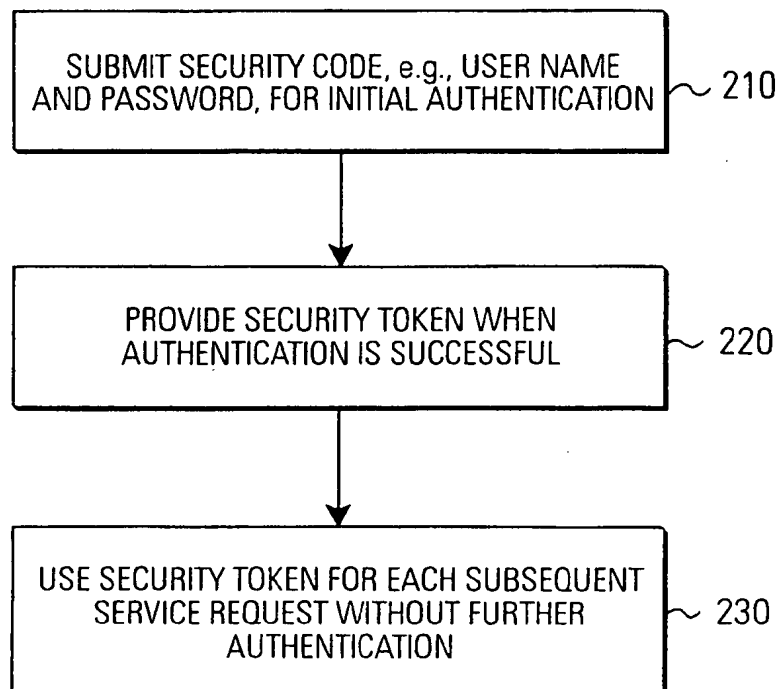 SUBMIT SECURITY CODE, e.g., USER NAME
AND PASSWORD, FOR INITIAL AUTHENTICATION
210
PROVIDE SECURITY TOKEN WHEN
AUTHENTICATION IS SUCCESSFUL
220
USE SECURITY TOKEN FOR EACH SUBSEQUENT
SERVICE REQUEST WITHOUT FURTHER
AUTHENTICATION
230